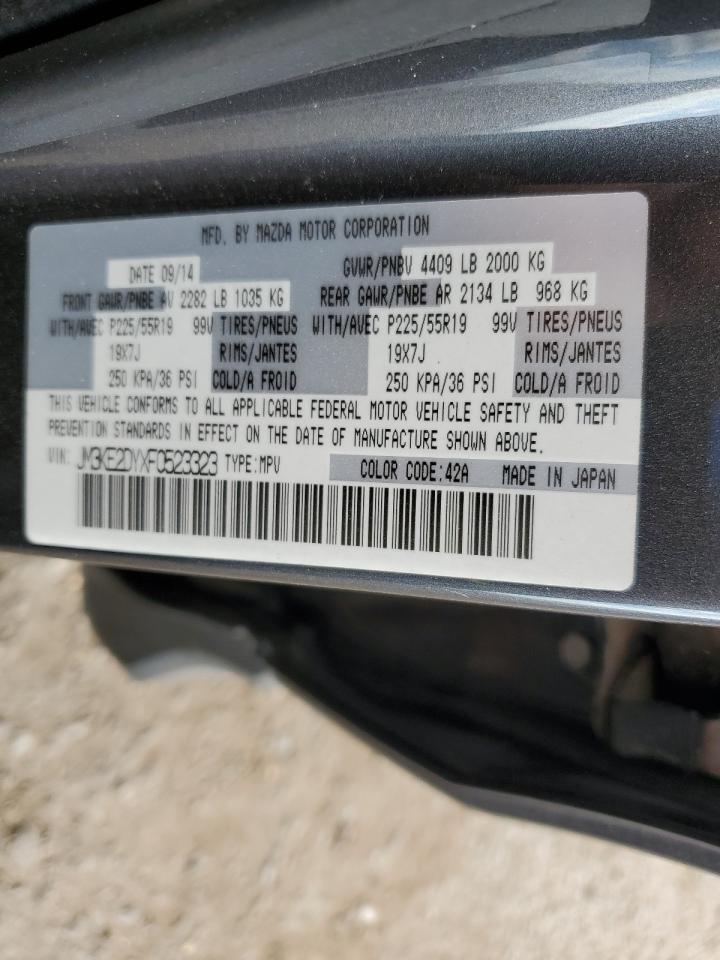 MFD. BY MAZDA MOTOR CORPORATION
DATE 09/14 GVWR/PNBV 4409 LB 2000 KG
FRONT GAWR/PNBE AV 2282 LB 1035 KG REAR GAWR/PNBE AR 2134 LB 968 KG
WITH/AVEC P225/55R19 99V TIRES/PNEUS WITH/AVEC P225/55R19 99V TIRES/PNEUS
19X7J RIMS/JANTES 19X7J RIMS/JANTES
250 KPA/36 PSI COLD/A FROID 250 KPA/36 PSI COLD/A FROID
THIS VEHICLE CONFORMS TO ALL APPLICABLE FEDERAL MOTOR VEHICLE SAFETY AND THEFT
PREVENTION STANDARDS IN EFFECT ON THE DATE OF MANUFACTURE SHOWN ABOVE.
VIN: JM3KE2DYXF0523323 TYPE:MPV COLOR CODE:42A MADE IN JAPAN